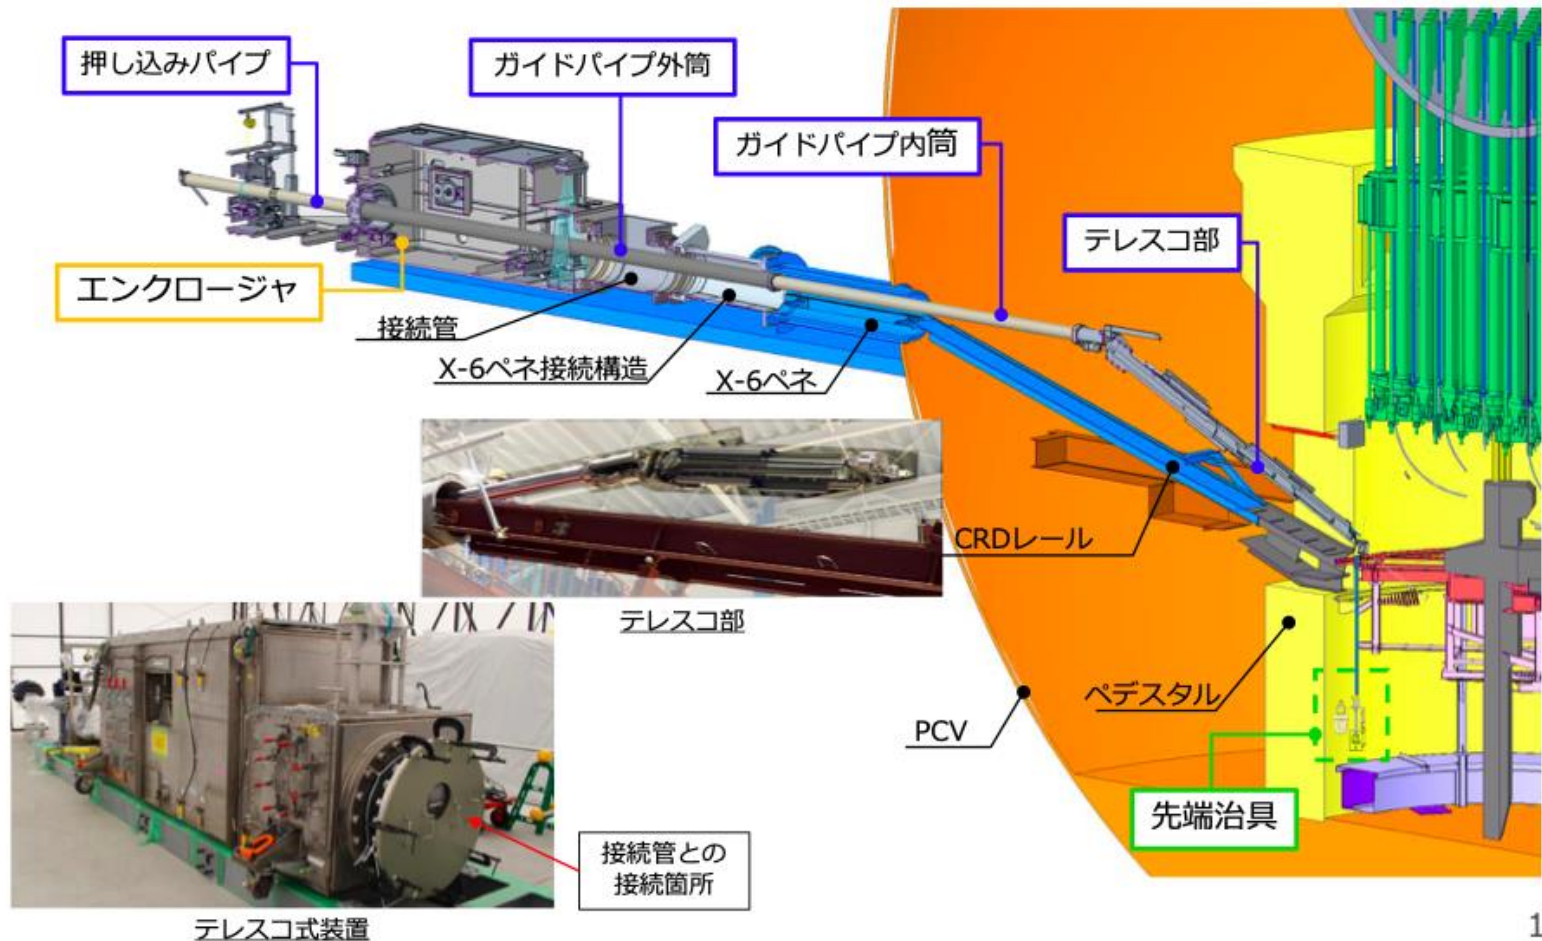 押し込みパイプ
ガイドパイプ外筒
ガイドパイプ内筒
テレスコ部
エンクロージャ
接続管
X-6ペネ接続構造
X-6ペネ
CRDレール
テレスコ部
ペデスタル
PCV
先端治具
接続管との
接続箇所
テレスコ式装置
1